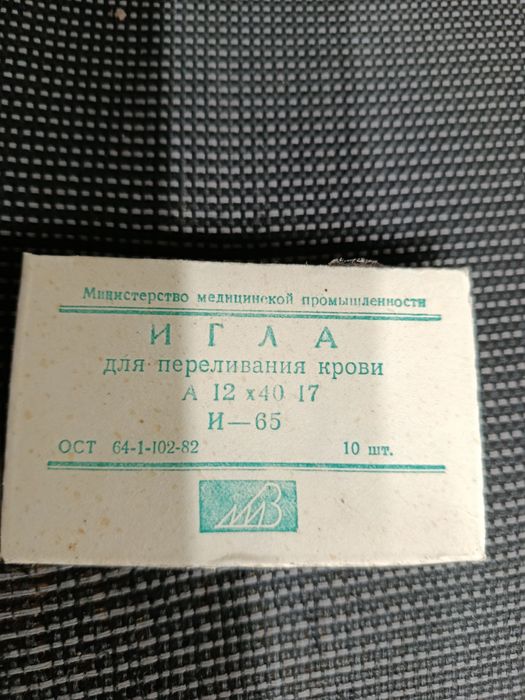 Министерство медицинской промышленности
ИГЛА
для переливания крови
А 12 х40 17
И—65
ОСТ 64-1-102-82 10 шт.